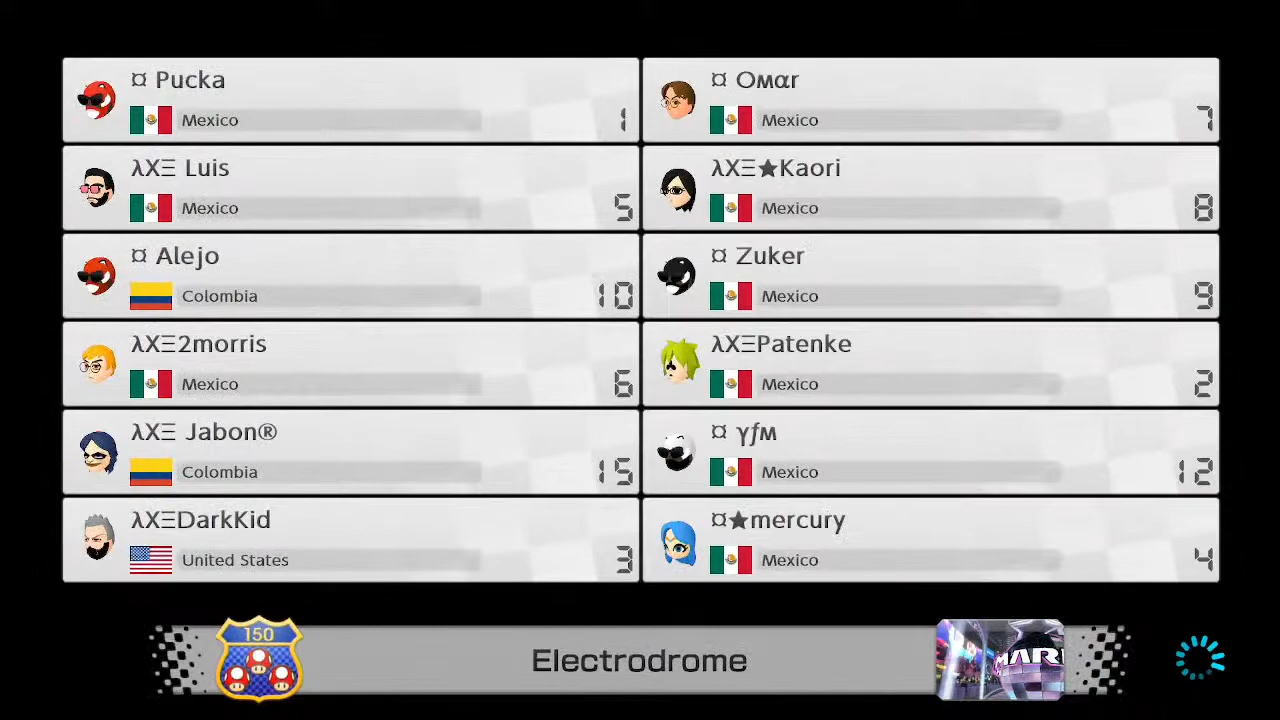 ¤ Pucka
Mexico
1
¤ Oмαr
Mexico
7
λXΞ Luis
Mexico
5
λXΞ★Kaori
Mexico
8
¤ Alejo
Colombia
10
¤ Zuker
Mexico
9
λXΞ2morris
Mexico
6
λXΞPatenke
Mexico
2
λXΞ Jabon®
Colombia
15
¤ γƒм
Mexico
12
λXΞDarkKid
United States
3
¤★mercury
Mexico
4
150
Electrodrome
MARI